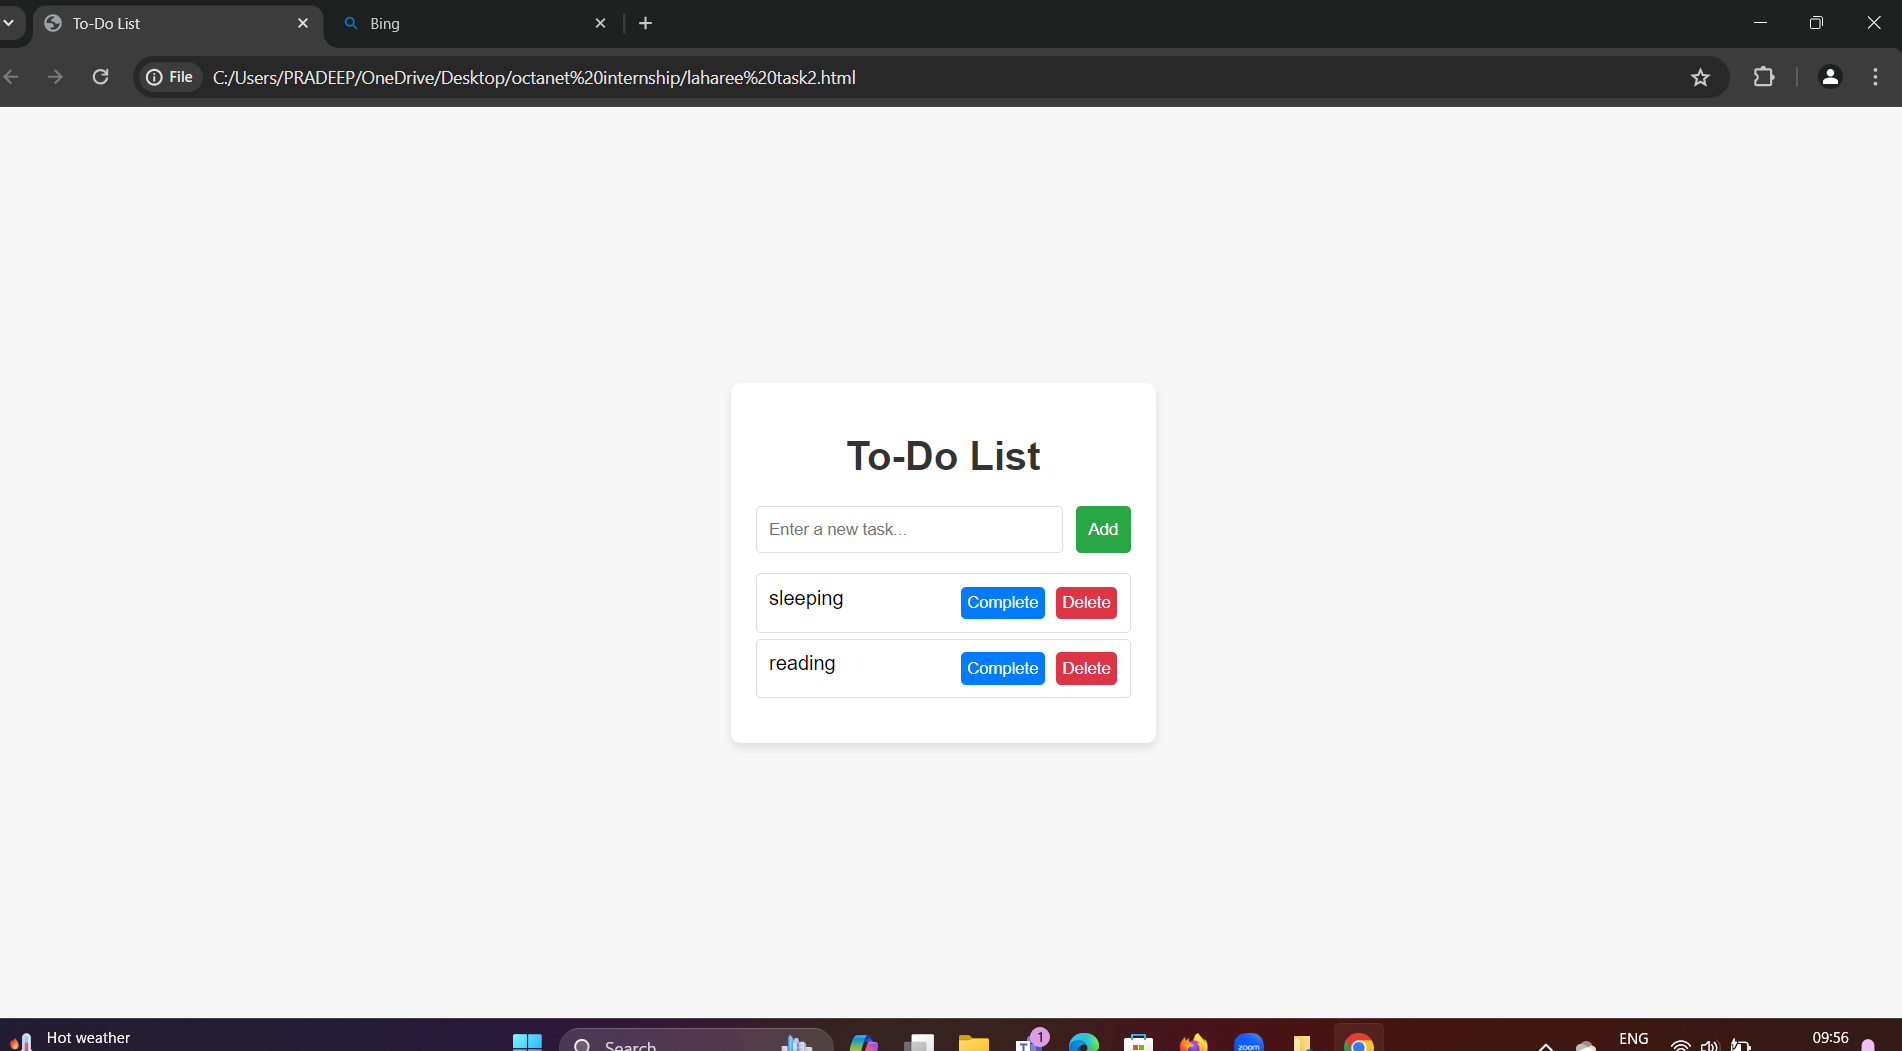 To-Do List
Bing
File
C:/Users/PRADEEP/OneDrive/Desktop/octanet%20internship/laharee%20task2.html
To-Do List
Enter a new task...
Add
sleeping
Complete
Delete
reading
Complete
Delete
Hot weather
Search
T
1
zoom
ENG
09:56